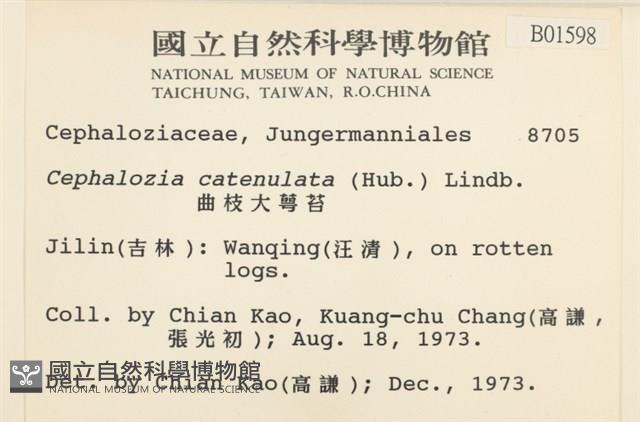 B01598
國立自然科學博物館
NATIONAL MUSEUM OF NATURAL SCIENCE
TAICHUNG, TAIWAN, R.O.CHINA
Cephaloziaceae, Jungermanniales 8705
Cephalozia catenulata (Hub.) Lindb.
曲枝大萼苔
Jilin(吉林): Wanqing(汪清), on rotten
logs.
Coll. by Chian Kao, Kuang-chu Chang(高謙,
張光初); Aug. 18, 1973.
國立自然科學博物館
NATIONAL MUSEUM OF NATURAL SCIENCE
Det. by Chian Kao(高謙); Dec., 1973.